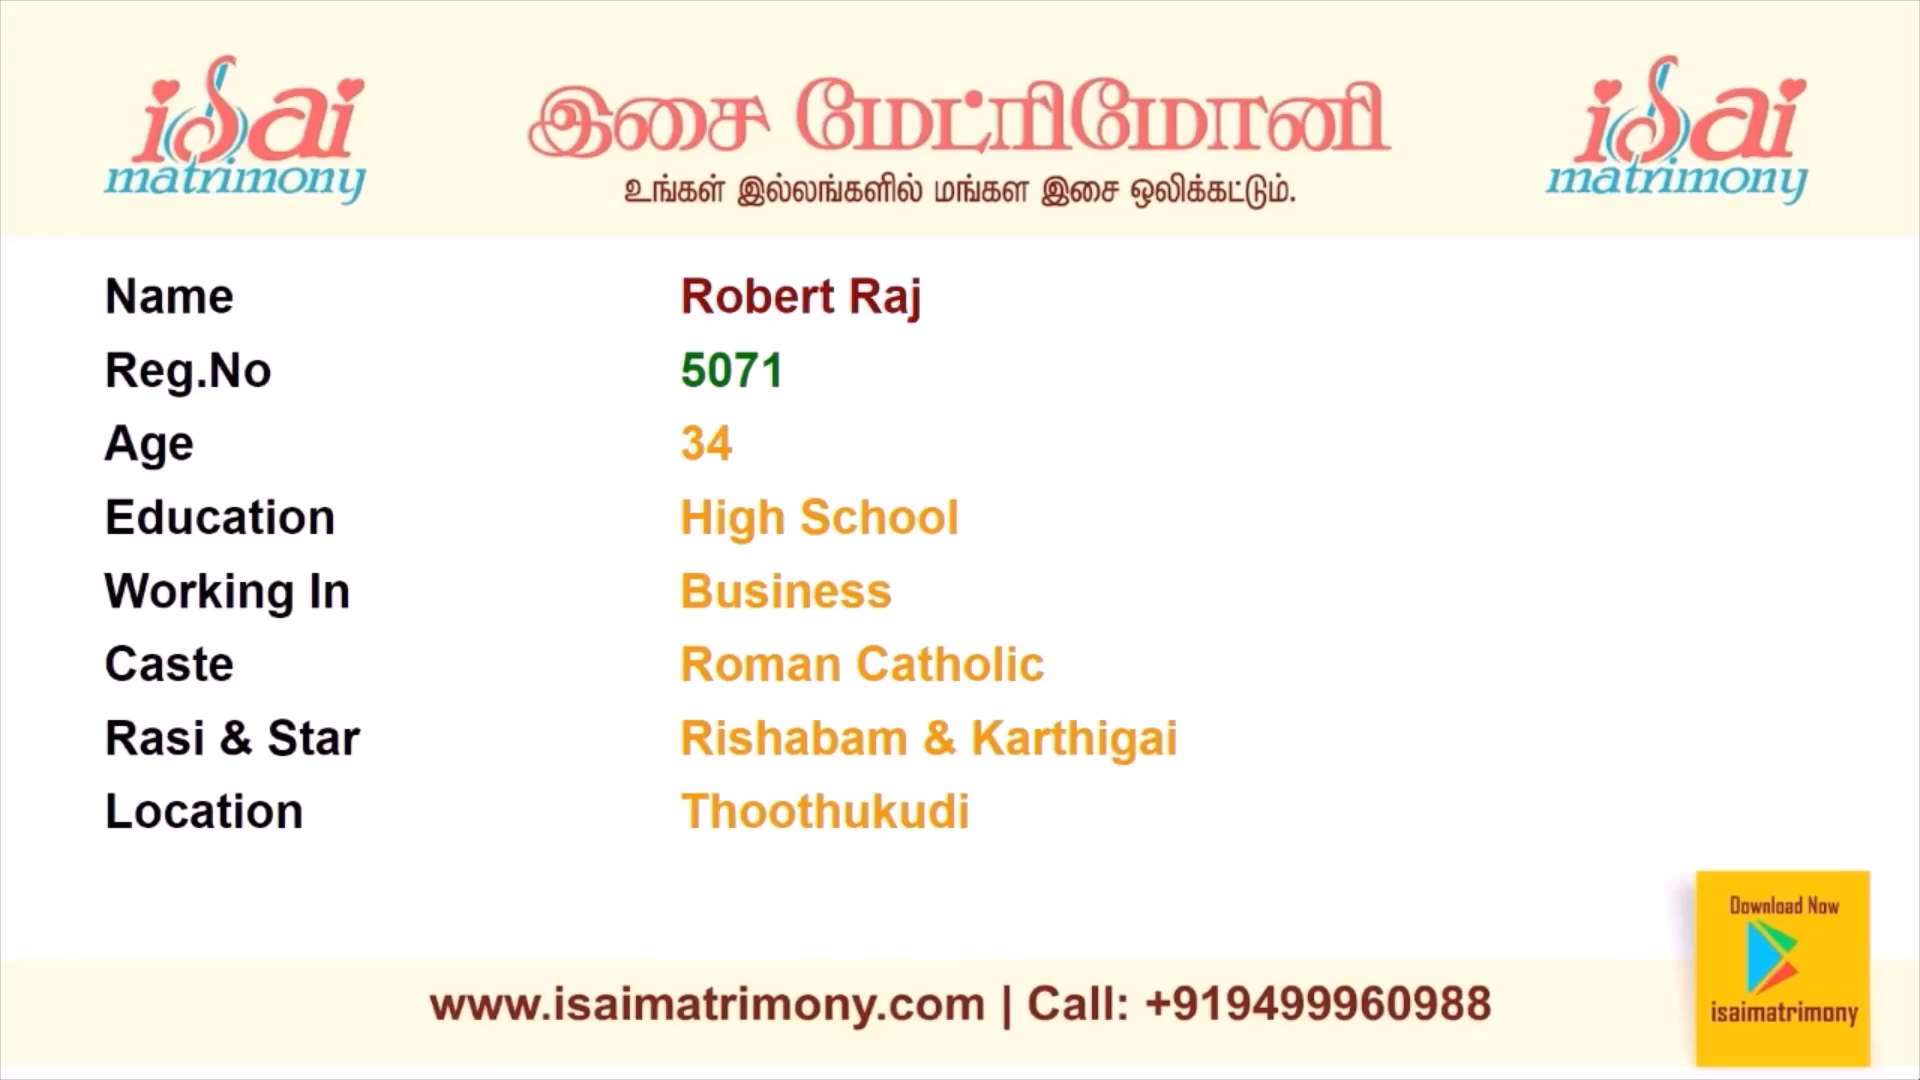 isai
matrimony
இசை மேட்ரிமோனி
உங்கள் இல்லங்களில் மங்கள இசை ஒலிக்கட்டும்.
isai
matrimony
Name Robert Raj
Reg.No 5071
Age 34
Education High School
Working In Business
Caste Roman Catholic
Rasi & Star Rishabam & Karthigai
Location Thoothukudi
Download Now
isaimatrimony
www.isaimatrimony.com | Call: +919499960988